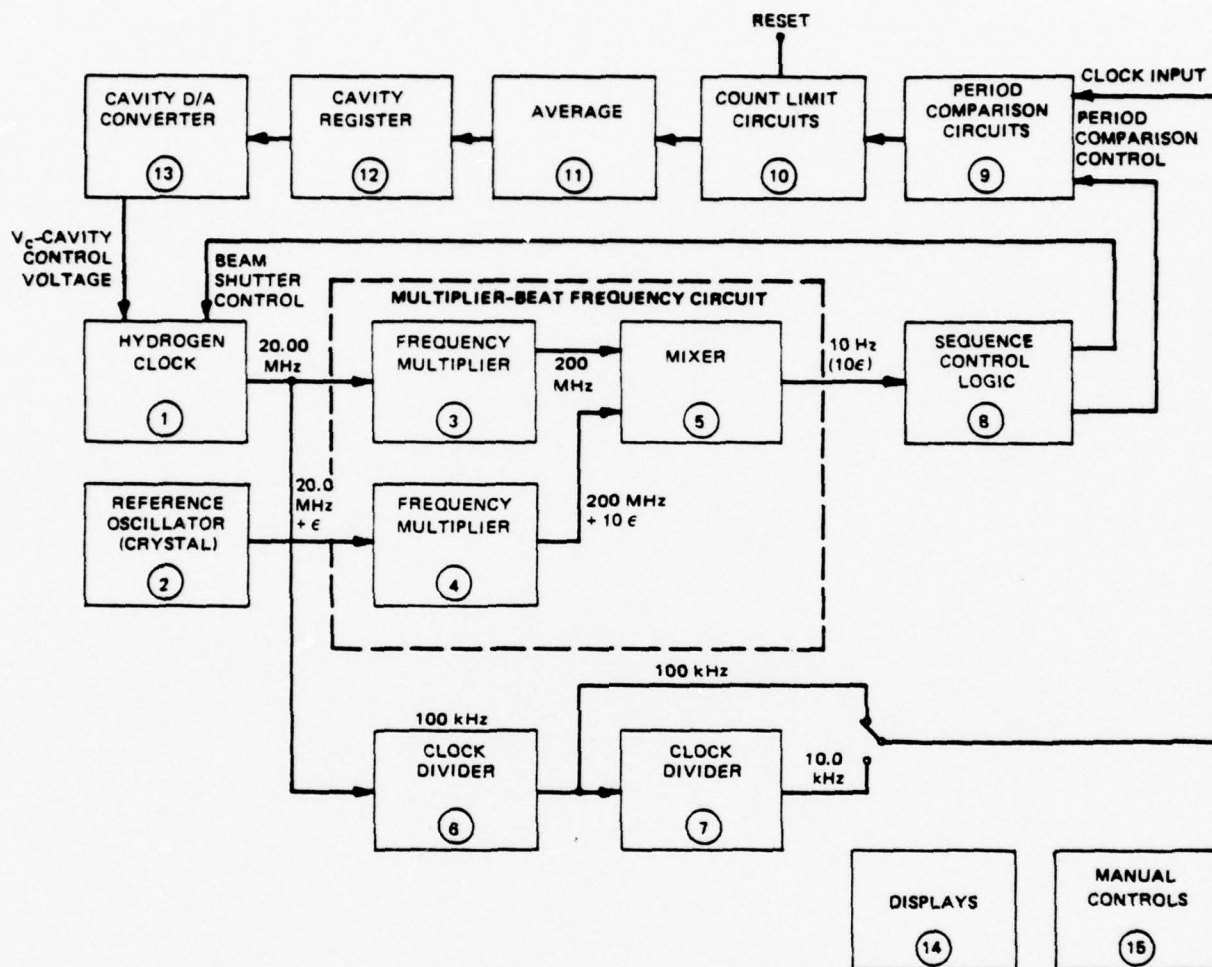 RESET
CLOCK INPUT
PERIOD
COMPARISON
CONTROL
CAVITY D/A
CONVERTER
13
CAVITY
REGISTER
12
AVERAGE
11
COUNT LIMIT
CIRCUITS
10
PERIOD
COMPARISON
CIRCUITS
9
VC-CAVITY
CONTROL
VOLTAGE
BEAM
SHUTTER
CONTROL
MULTIPLIER-BEAT FREQUENCY CIRCUIT
HYDROGEN
CLOCK
1
20.00
MHz
FREQUENCY
MULTIPLIER
3
200
MHz
MIXER
5
10 Hz
(10ϵ)
SEQUENCE
CONTROL
LOGIC
8
REFERENCE
OSCILLATOR
(CRYSTAL)
2
20.0
MHz
+ ϵ
FREQUENCY
MULTIPLIER
4
200 MHz
+ 10 ϵ
100 kHz
100 kHz
CLOCK
DIVIDER
6
CLOCK
DIVIDER
7
10.0
kHz
DISPLAYS
14
MANUAL
CONTROLS
15